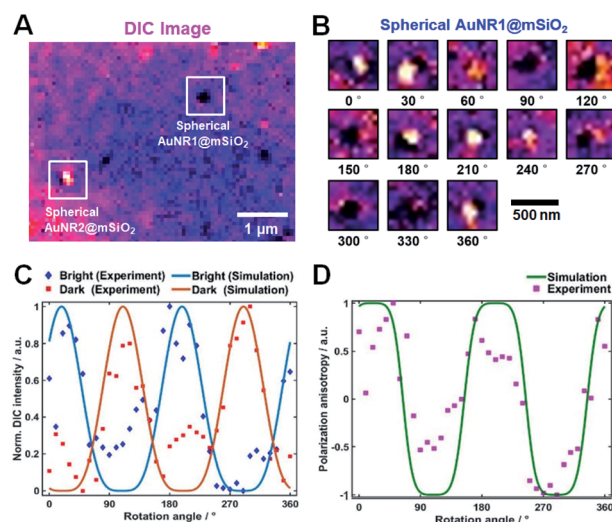 A
DIC Image
Spherical
AuNR1@mSiO₂
Spherical
AuNR2@mSiO₂
1 µm
B
Spherical AuNR1@mSiO₂
0 °
30 °
60 °
90 °
120 °
150 °
180 °
210 °
240 °
270 °
300 °
330 °
360 °
500 nm
C
Bright (Experiment)
Bright (Simulation)
Dark (Experiment)
Dark (Simulation)
Norm. DIC intensity / a.u.
1
0.8
0.6
0.4
0.2
0
0
90
180
270
360
Rotation angle / °
D
Simulation
Experiment
Polarization anisotropy / a.u.
1
0.5
0
-0.5
-1
0
90
180
270
360
Rotation angle / °